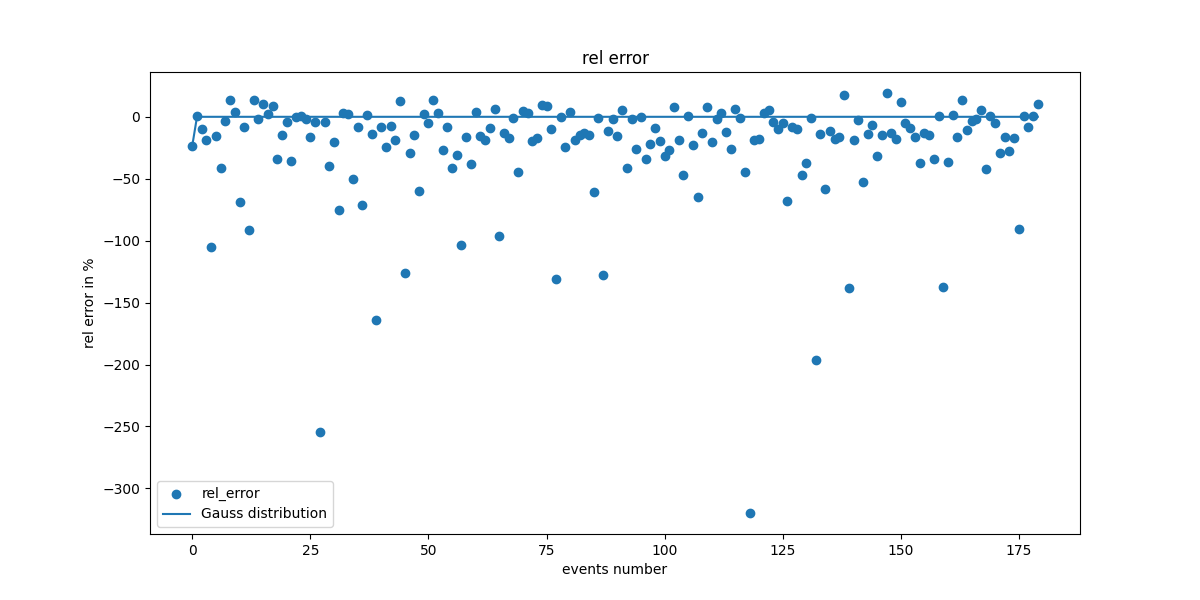 rel error
0
−50
−100
−150
−200
−250
−300
rel error in %
rel_error
Gauss distribution
0 25 50 75 100 125 150 175
events number